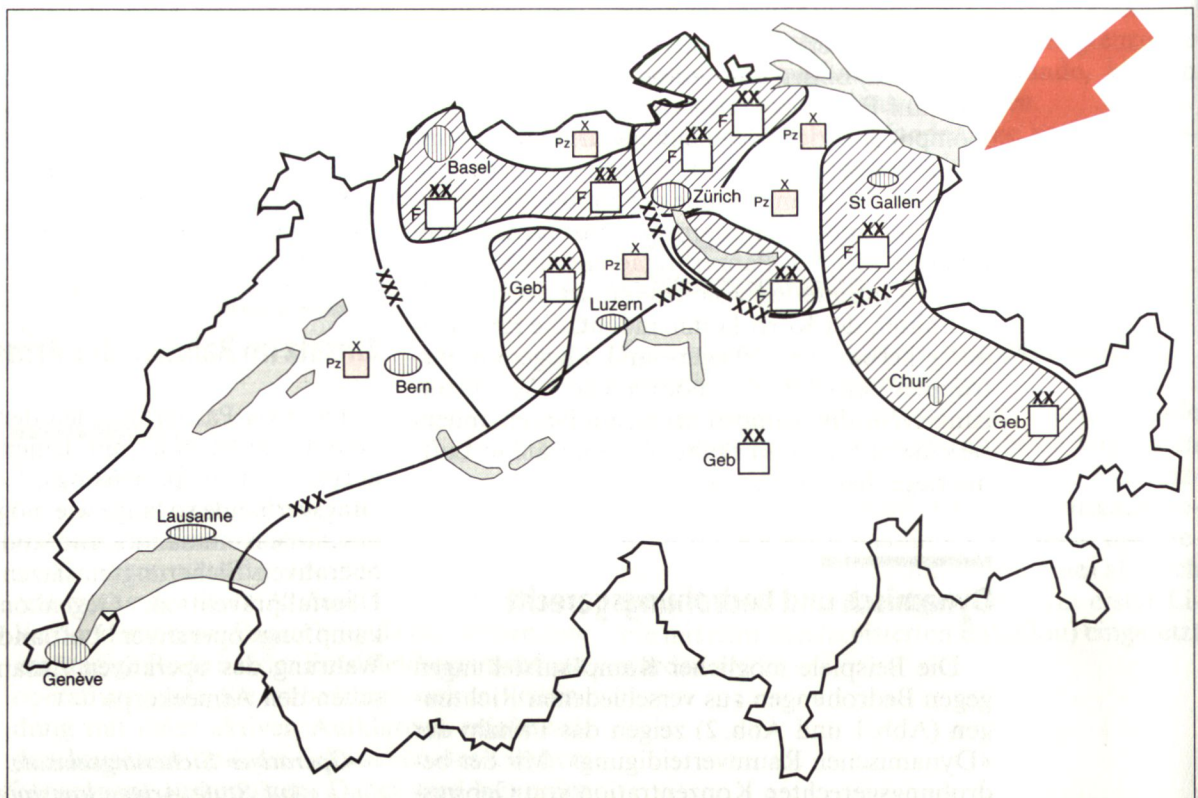 XX
F
XX
F
X
Pz
X
Pz
Basel
XX
F
XX
F
Zürich
XXX
X
Pz
St Gallen
XX
F
XX
Geb
X
Pz
XX
F
XXX
XXX
XXX
XXX
Luzern
X
Pz
Bern
Chur
XX
Geb
XX
Geb
XXX
Lausanne
Genève